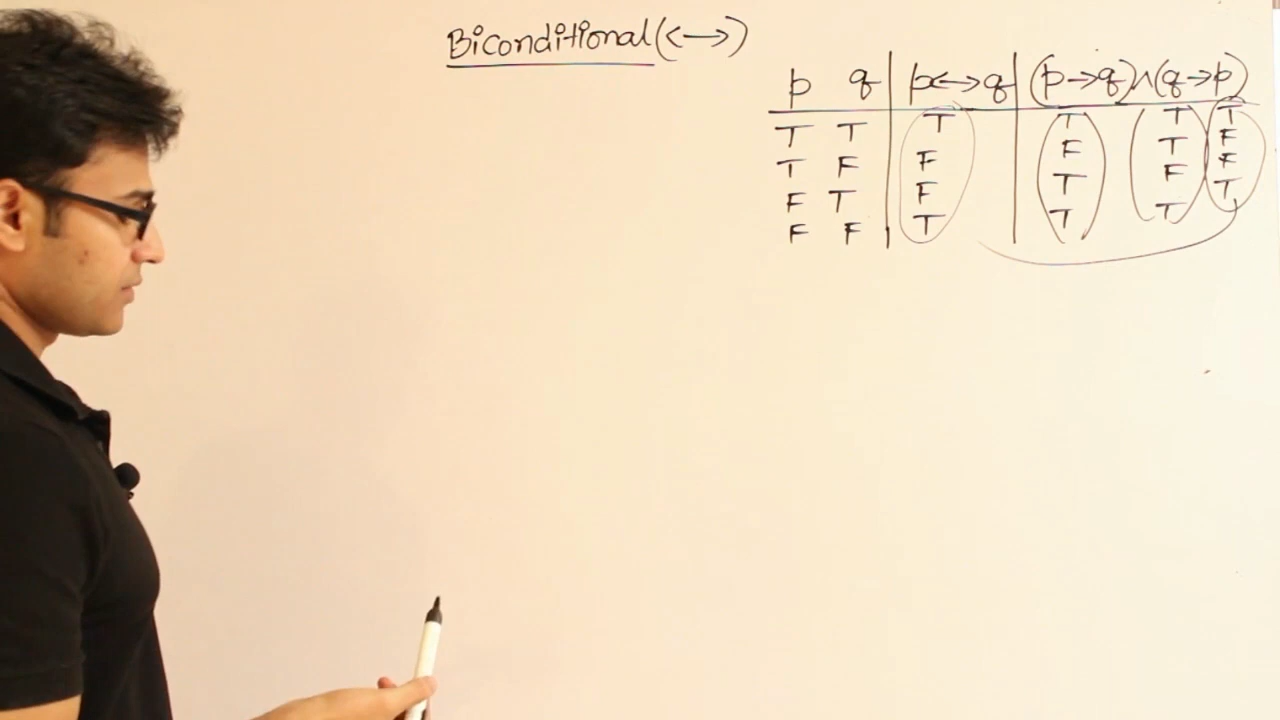 Biconditional (↔)
p q p↔q (p→q)∧(q→p)
T T T T T T
T F F F T F
F T F T F F
F F T T T T